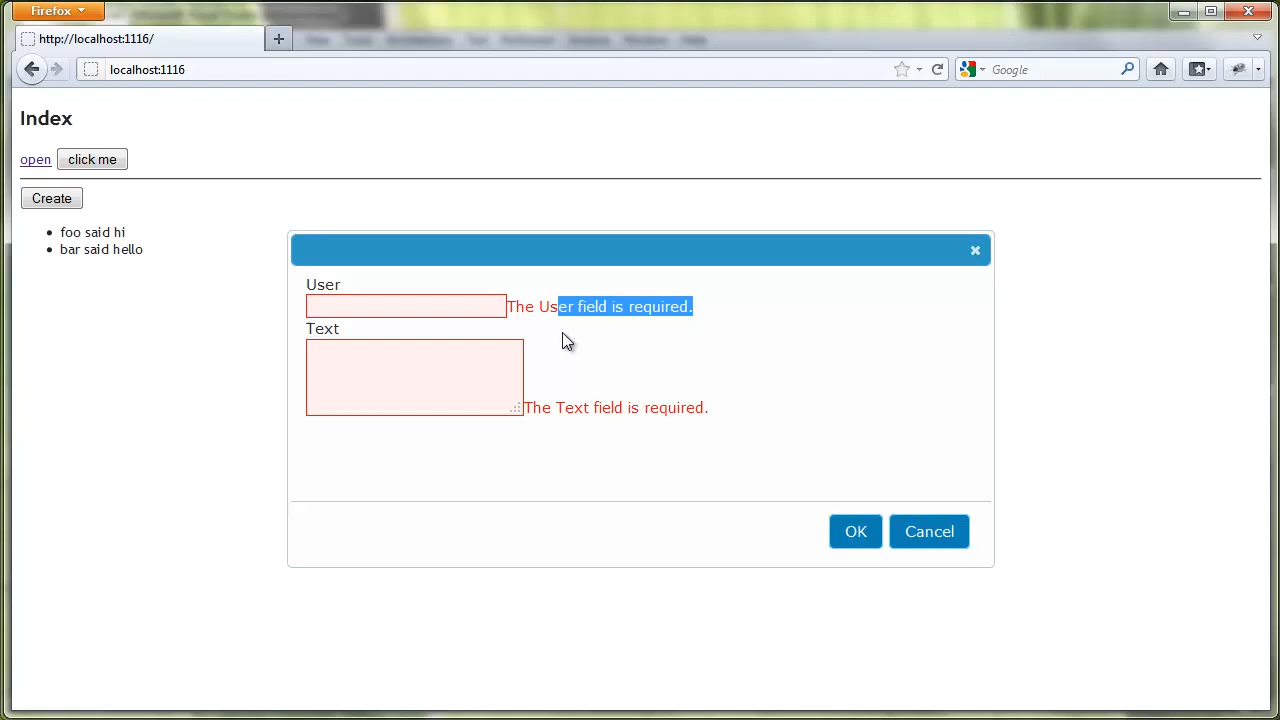 Firefox
http://localhost:1116/
localhost:1116
Google
Index
open click me
Create
foo said hi
bar said hello
User
The User field is required.
Text
The Text field is required.
OK Cancel